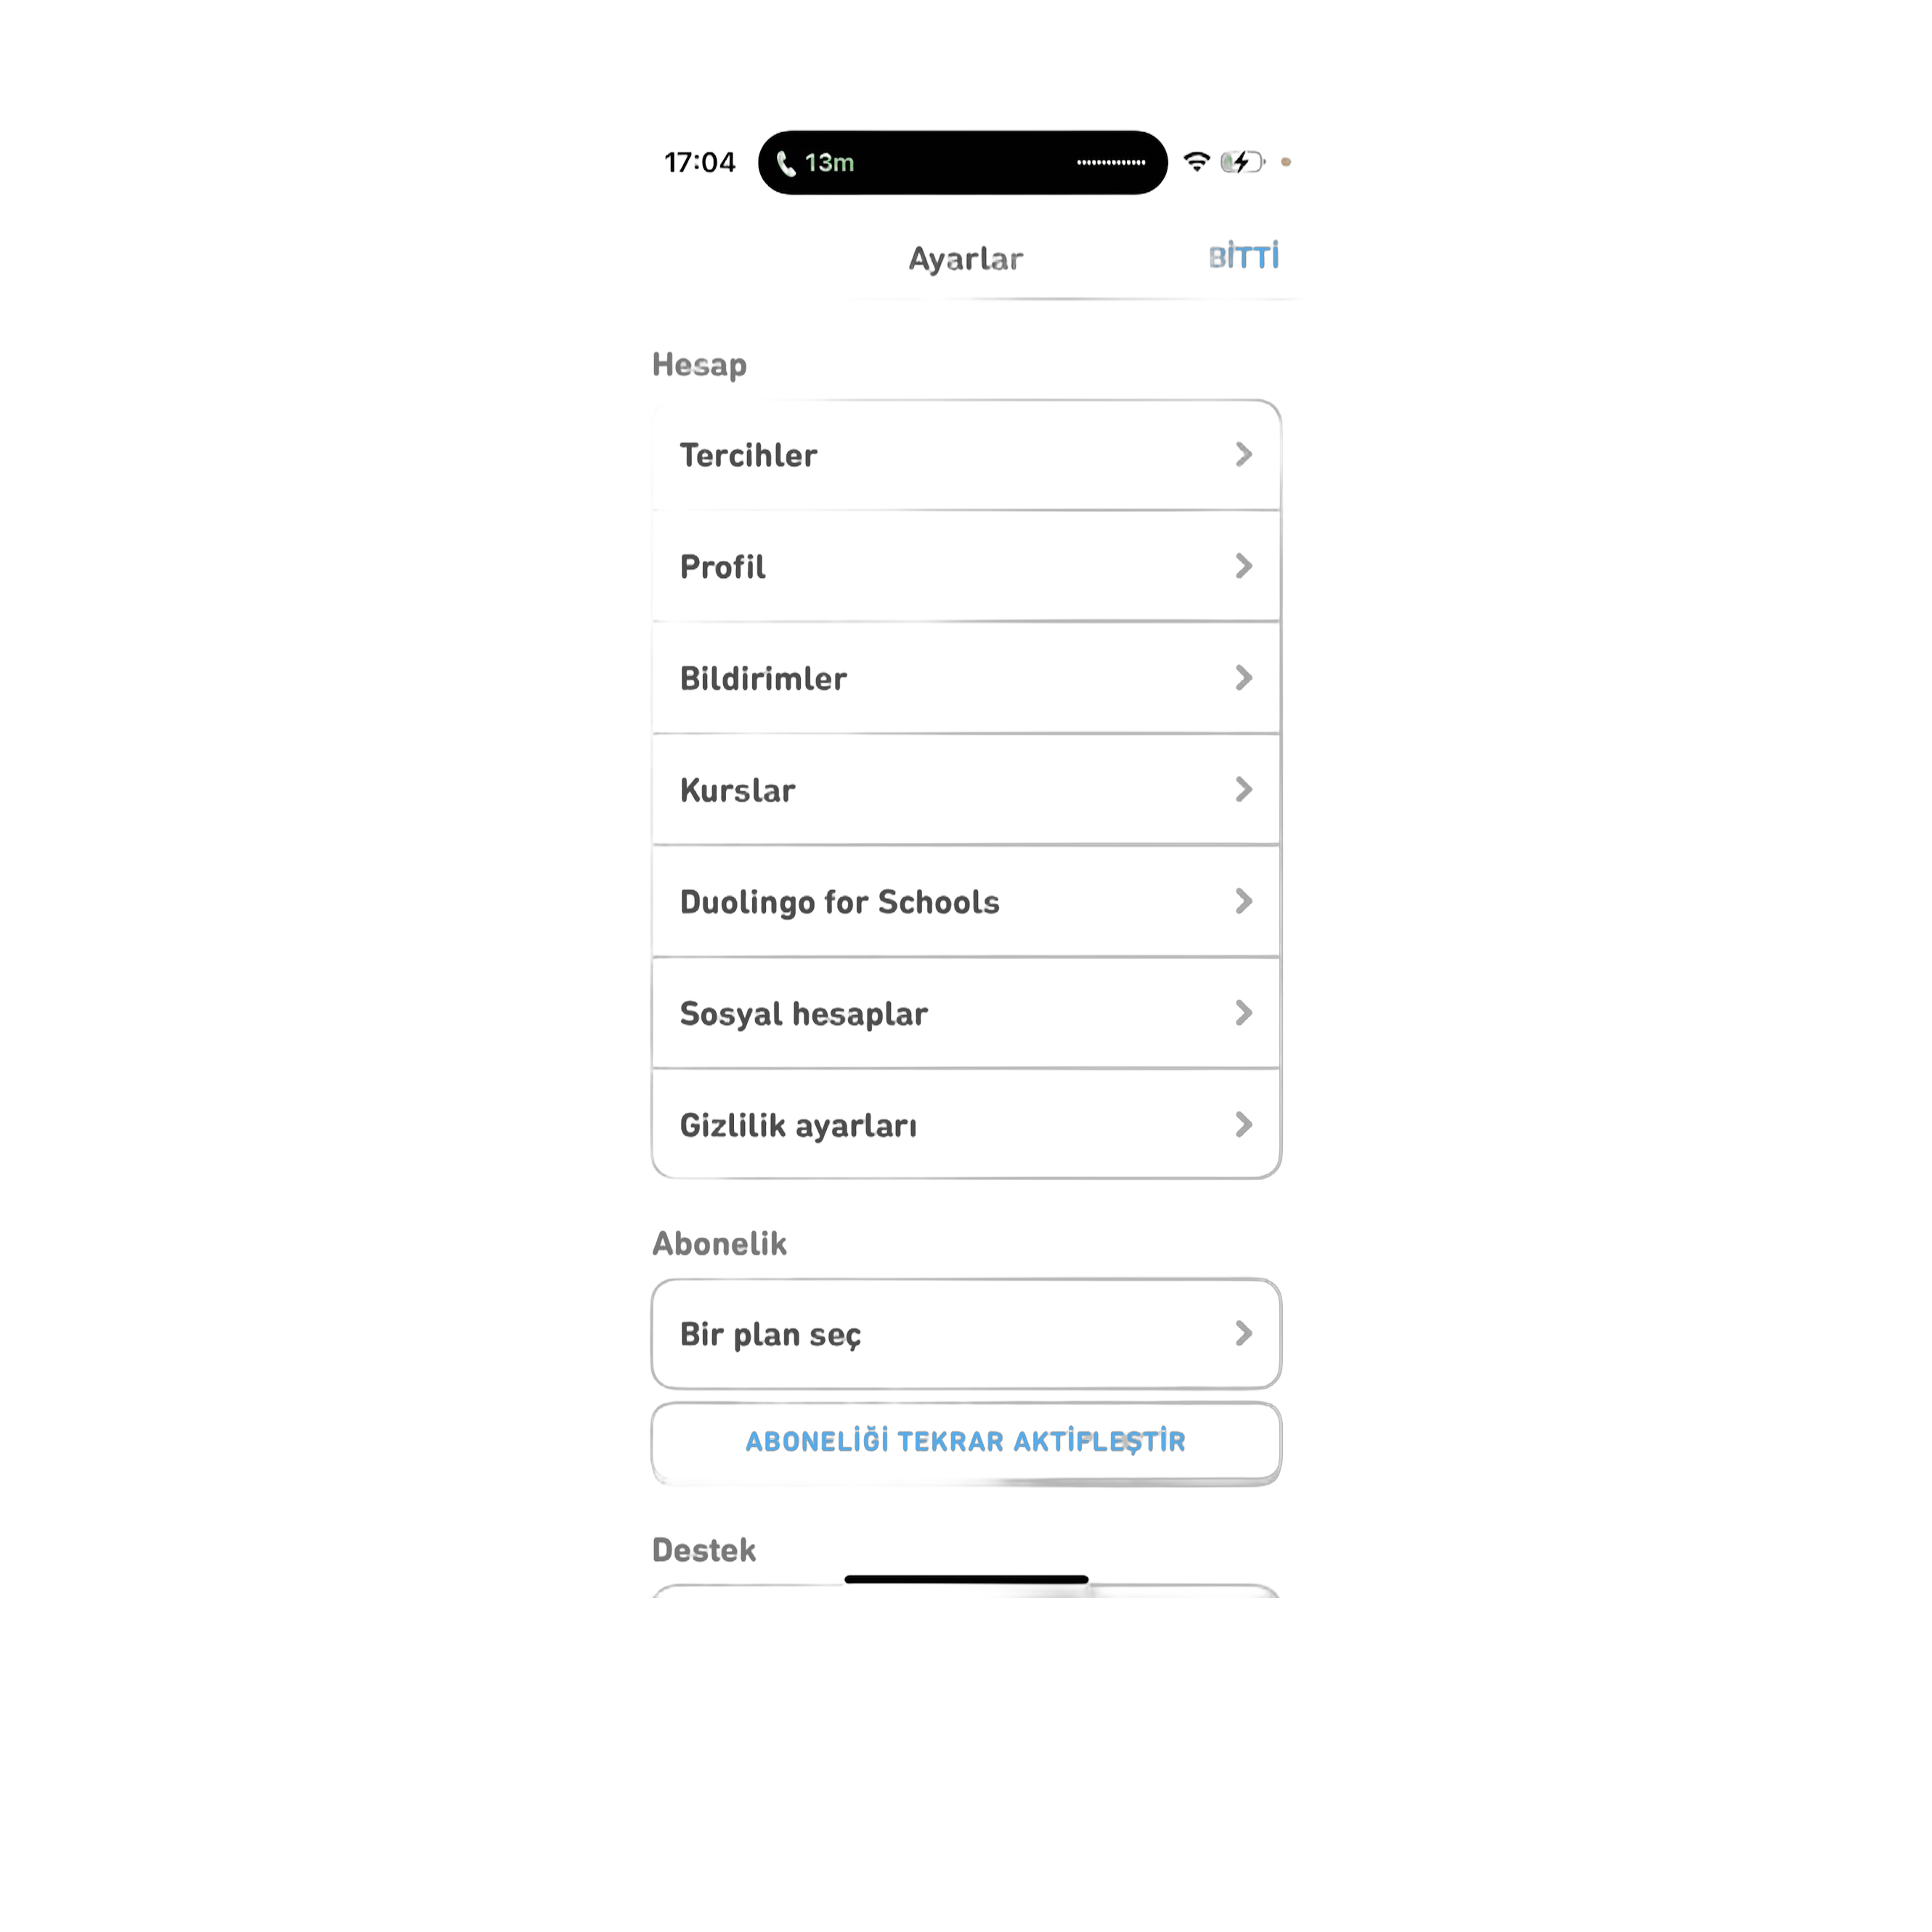 17:04 13m
Ayarlar BİTTİ
Hesap
Tercihler
Profil
Bildirimler
Kurslar
Duolingo for Schools
Sosyal hesaplar
Gizlilik ayarları
Abonelik
Bir plan seç
ABONELİĞİ TEKRAR AKTİFLEŞTİR
Destek